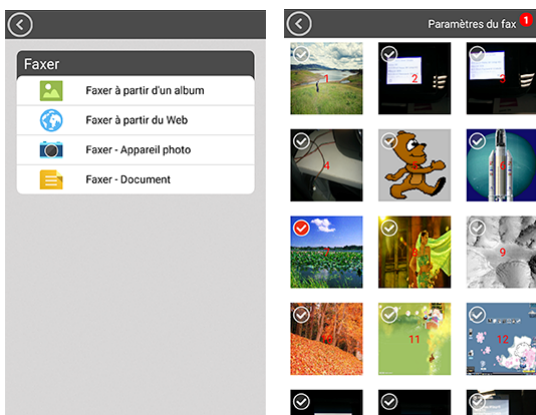 Faxer
Faxer à partir d'un album
Faxer à partir du Web
Faxer - Appareil photo
Faxer - Document
Paramètres du fax 1
1
2
3
4
6
9
11
12